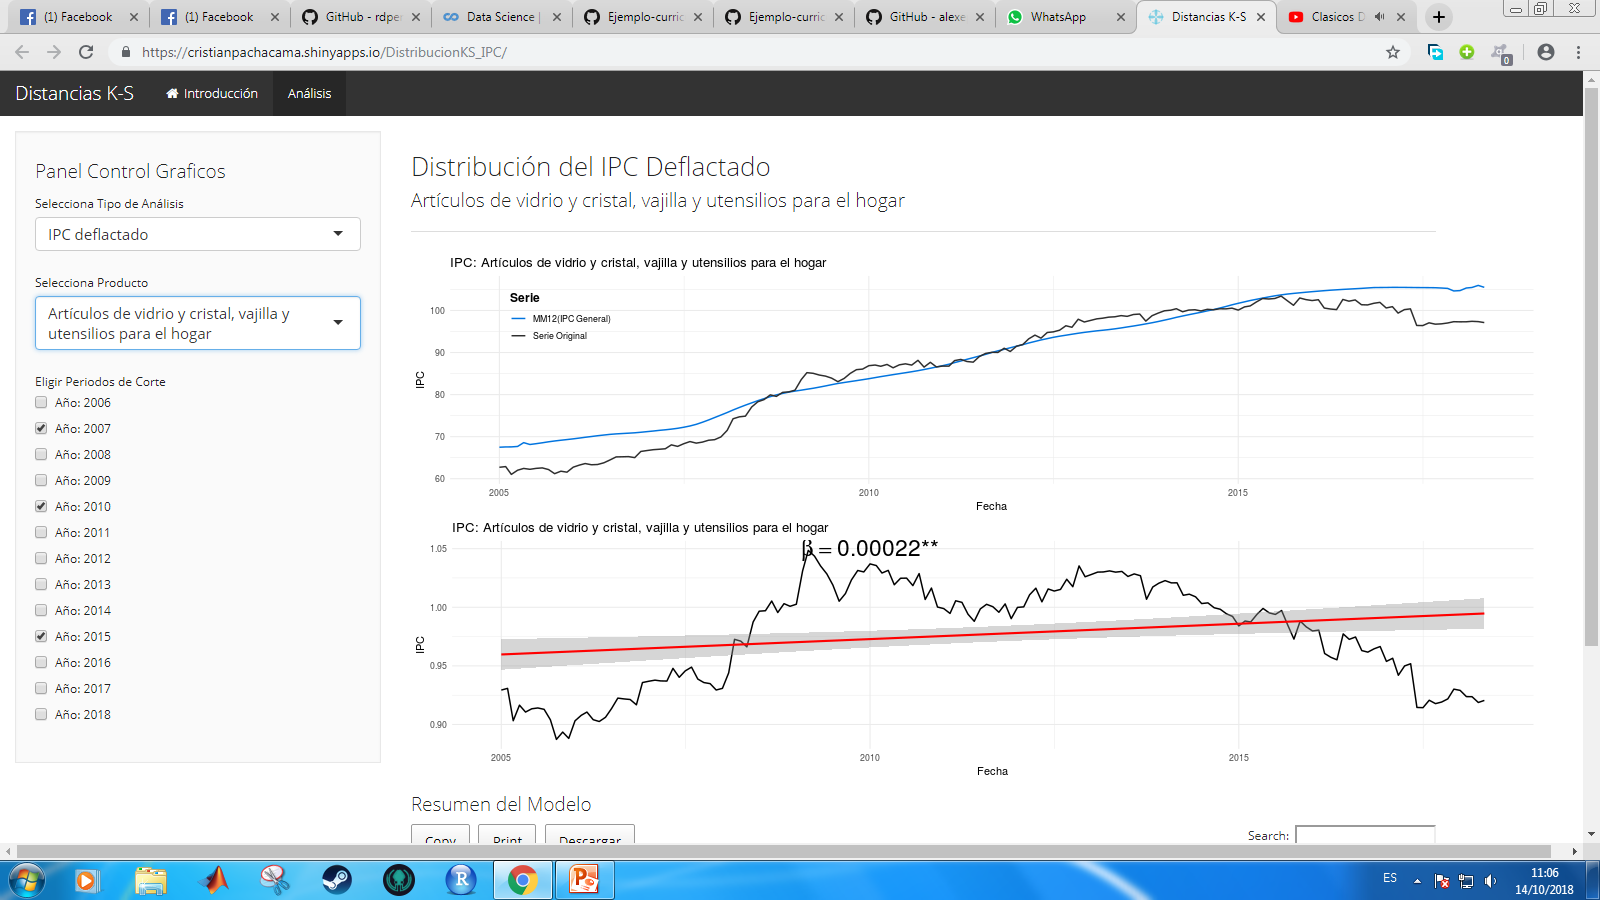 (1) Facebook
(1) Facebook
GitHub - rdpe
Data Science |
Ejemplo-curric
Ejemplo-curric
GitHub - alexe
WhatsApp
Distancias K-S
Clasicos D
https://cristianpachacama.shinyapps.io/DistribucionKS_IPC/
0
Distancias K-S
Introducción
Análisis
Panel Control Graficos
Selecciona Tipo de Análisis
IPC deflactado
Selecciona Producto
Artículos de vidrio y cristal, vajilla y
utensilios para el hogar
Eligir Periodos de Corte
Año: 2006
Año: 2007
Año: 2008
Año: 2009
Año: 2010
Año: 2011
Año: 2012
Año: 2013
Año: 2014
Año: 2015
Año: 2016
Año: 2017
Año: 2018
Distribución del IPC Deflactado
Artículos de vidrio y cristal, vajilla y utensilios para el hogar
IPC: Artículos de vidrio y cristal, vajilla y utensilios para el hogar
Serie
MM12(IPC General)
Serie Original
100
90
80
70
60
IPC
2005
2010
2015
Fecha
IPC: Artículos de vidrio y cristal, vajilla y utensilios para el hogar
β = 0.00022**
1.05
1.00
0.95
0.90
IPC
2005
2010
2015
Fecha
Resumen del Modelo
Copy
Print
Descargar
Search:
R
ES
11:06
14/10/2018